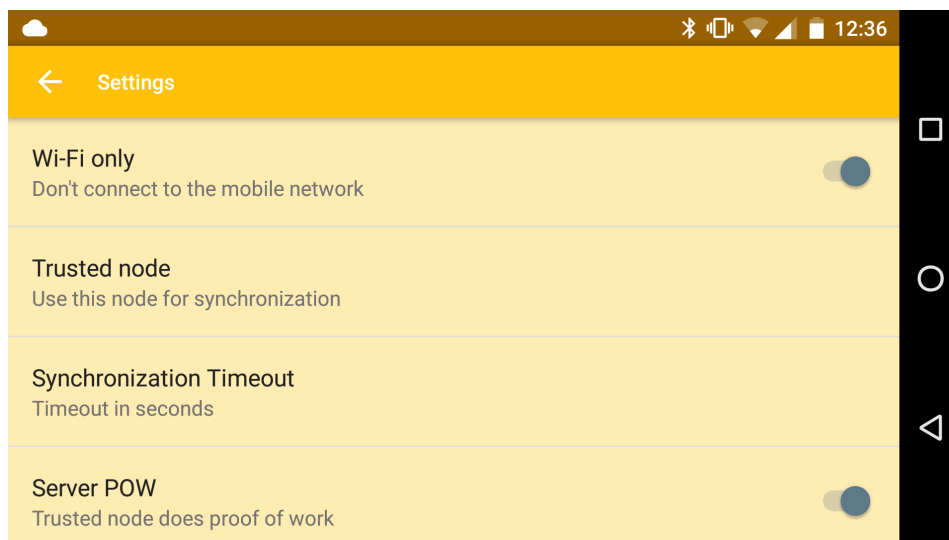 12:36
Settings
Wi-Fi only
Don't connect to the mobile network
Trusted node
Use this node for synchronization
Synchronization Timeout
Timeout in seconds
Server POW
Trusted node does proof of work